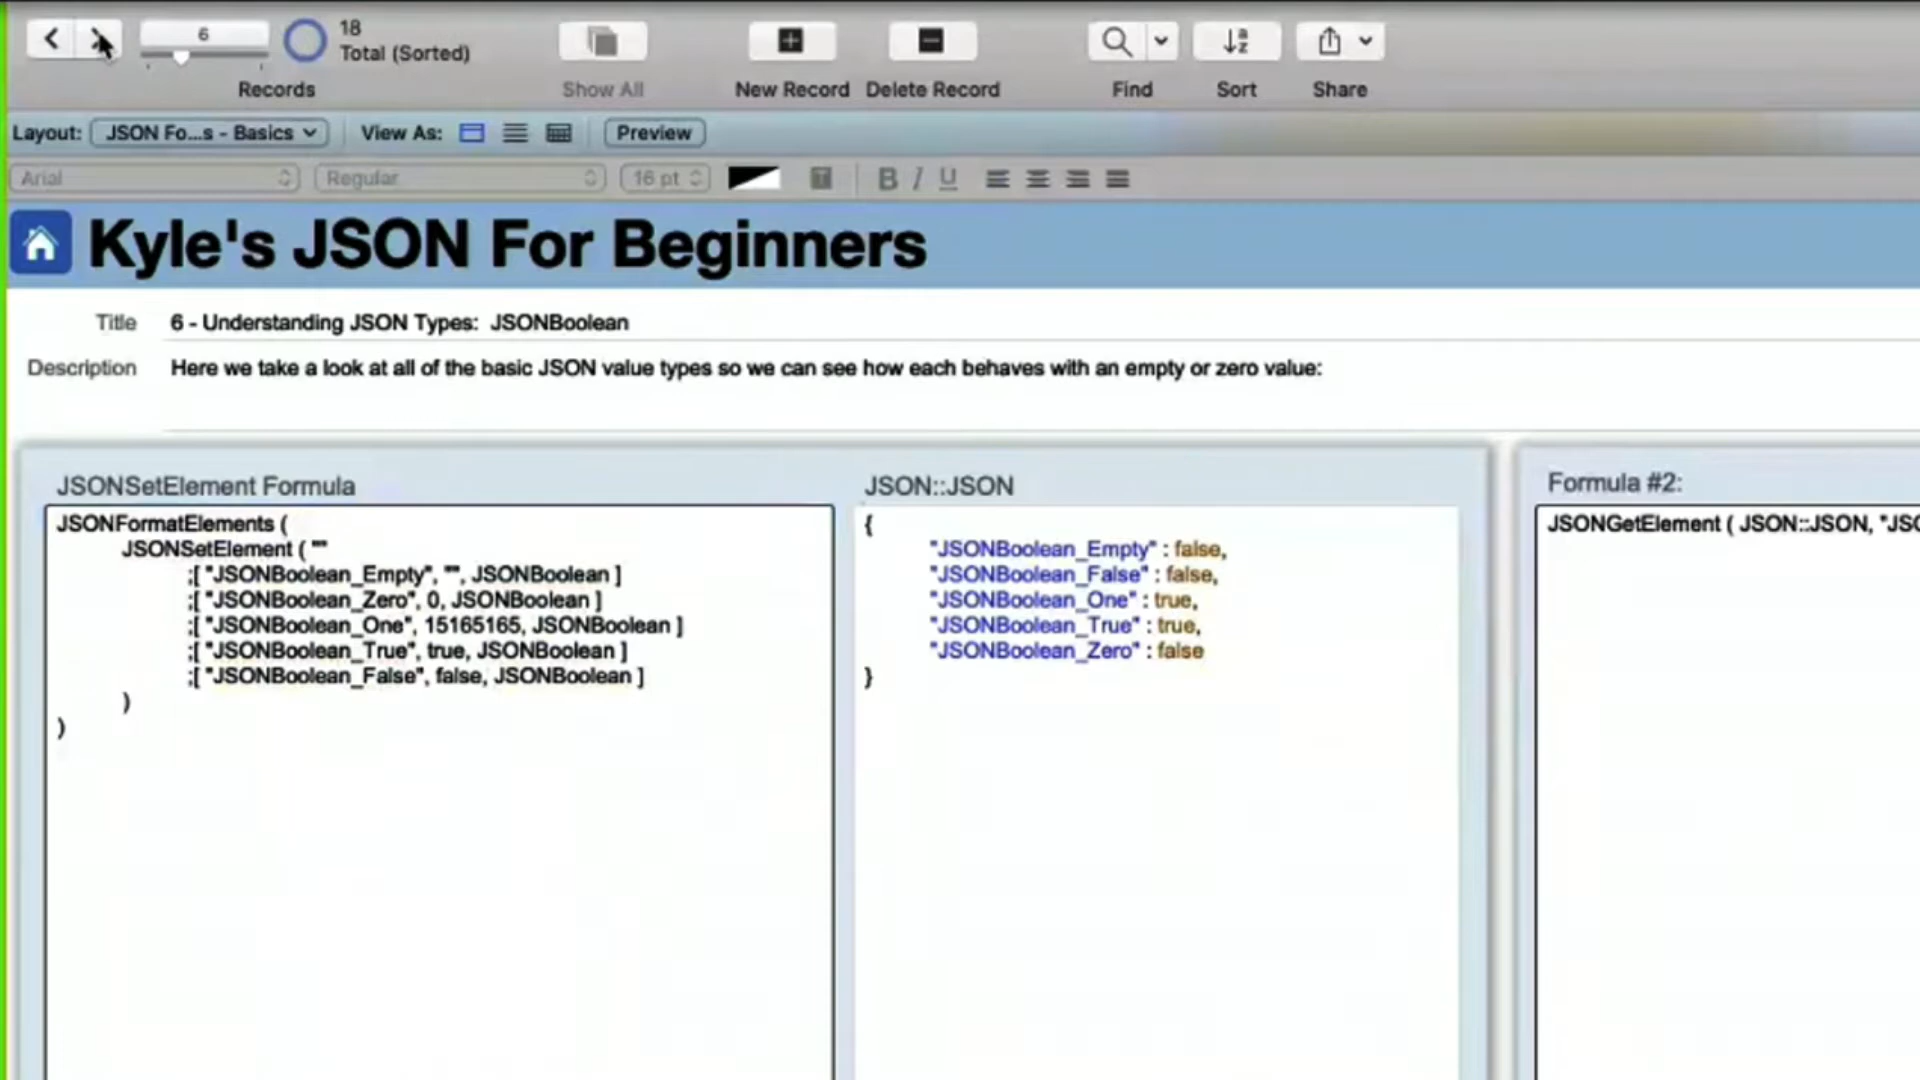 6
18
Total (Sorted)
Records
Show All
New Record
Delete Record
Find
Sort
Share
Layout: JSON Fo...s - Basics
View As:
Preview
Arial
Regular
16 pt
B I U
Kyle's JSON For Beginners
Title 6 - Understanding JSON Types: JSONBoolean
Description Here we take a look at all of the basic JSON value types so we can see how each behaves with an empty or zero value:
JSONSetElement Formula
JSONFormatElements (
JSONSetElement ( ""
;[ "JSONBoolean_Empty", "", JSONBoolean ]
;[ "JSONBoolean_Zero", 0, JSONBoolean ]
;[ "JSONBoolean_One", 15165165, JSONBoolean ]
;[ "JSONBoolean_True", true, JSONBoolean ]
;[ "JSONBoolean_False", false, JSONBoolean ]
)
)
JSON::JSON
{
"JSONBoolean_Empty" : false,
"JSONBoolean_False" : false,
"JSONBoolean_One" : true,
"JSONBoolean_True" : true,
"JSONBoolean_Zero" : false
}
Formula #2:
JSONGetElement ( JSON::JSON, "JSO